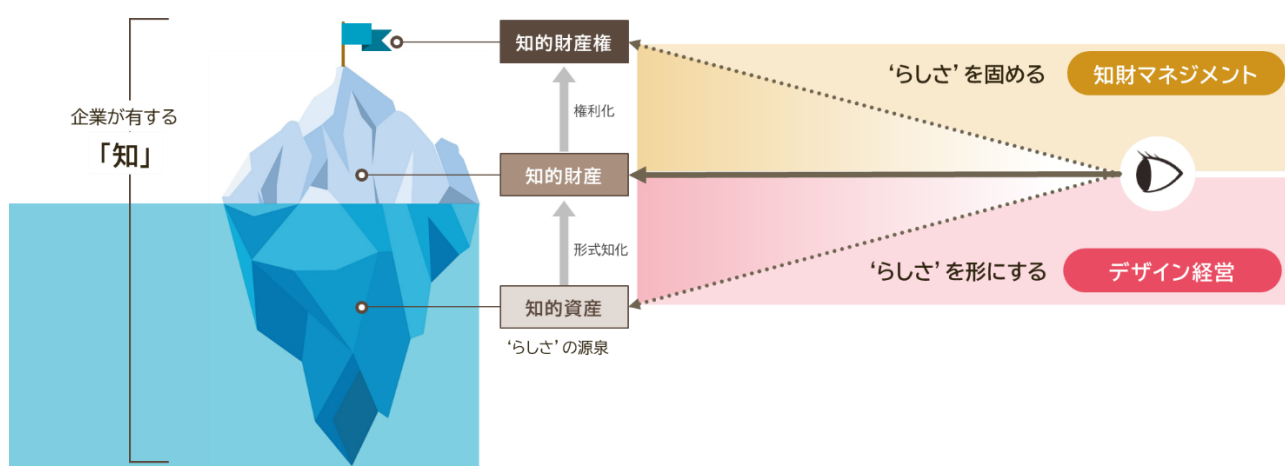 企業が有する
「知」
知的財産権
権利化
知的財産
形式知化
知的資産
‘らしさ’の源泉
‘らしさ’を固める
知財マネジメント
‘らしさ’を形にする
デザイン経営